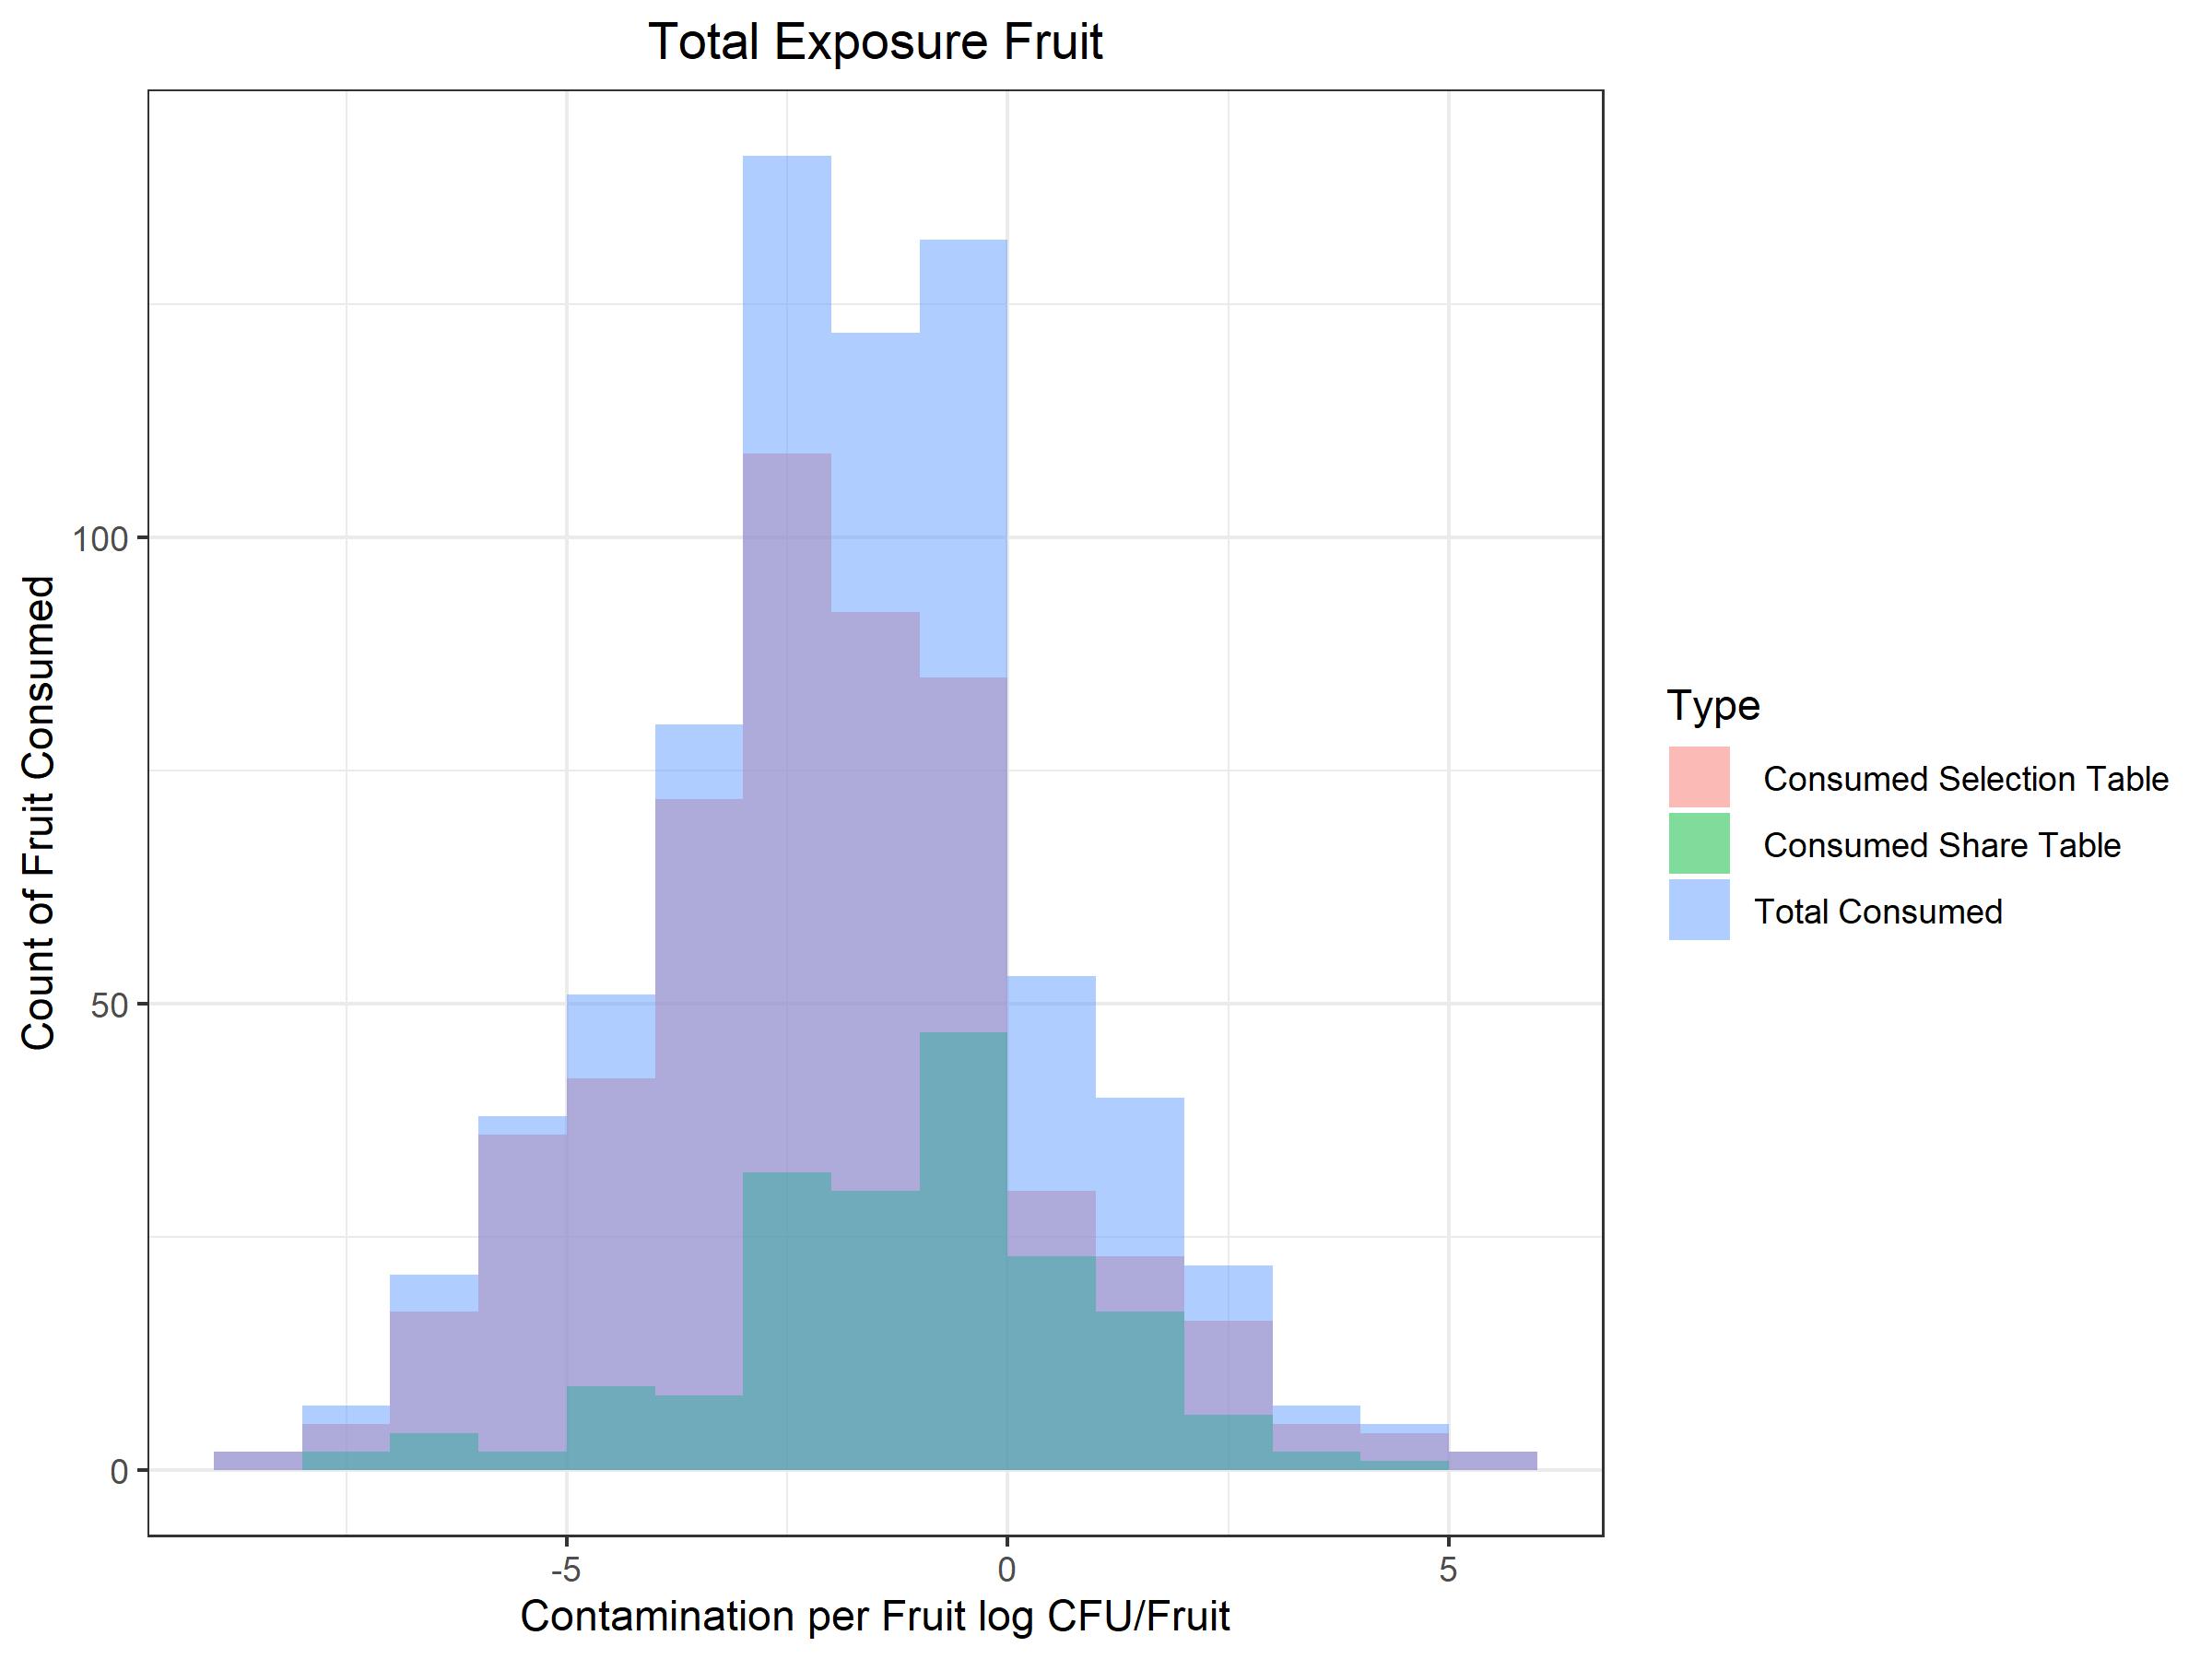 Total Exposure Fruit
Count of Fruit Consumed
100
50
0
-5
0
5
Contamination per Fruit log CFU/Fruit
Type
Consumed Selection Table
Consumed Share Table
Total Consumed